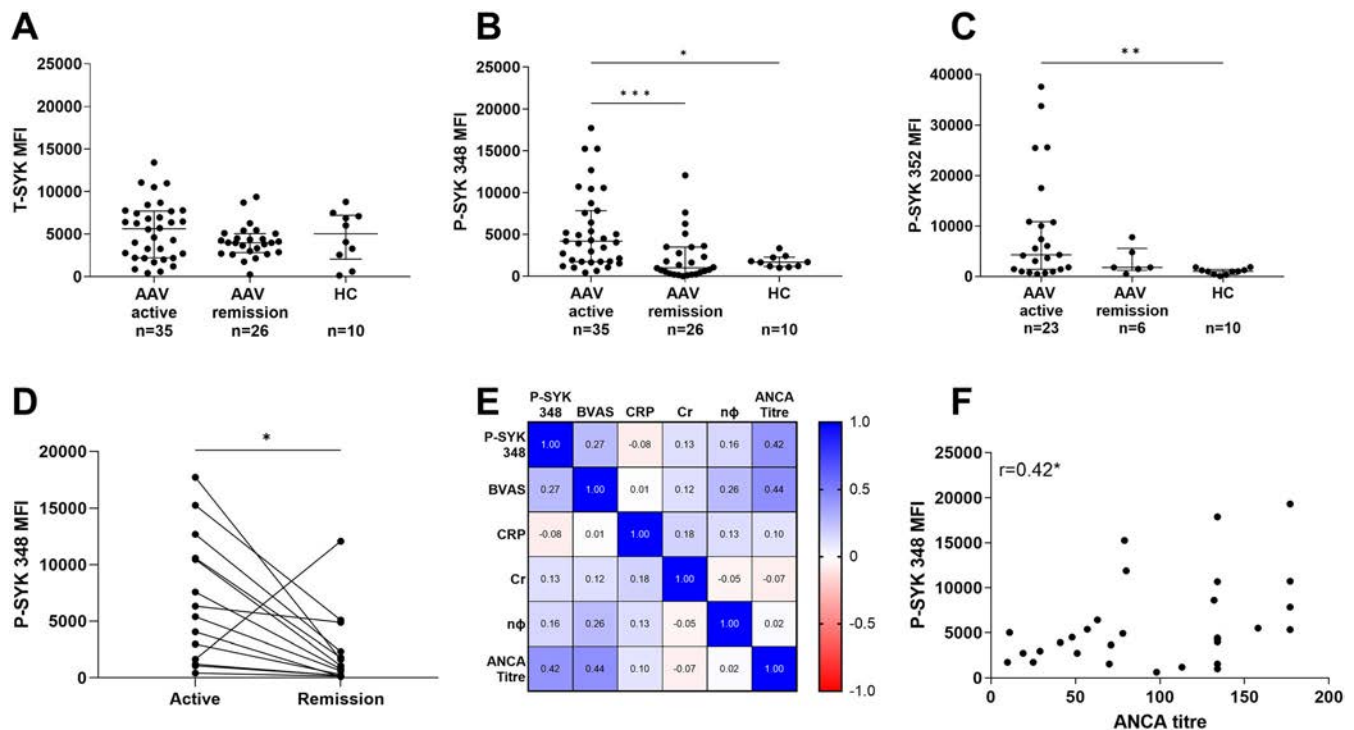 A
T-SYK MFI
25000
20000
15000
10000
5000
0
AAV active n=35
AAV remission n=26
HC n=10
B
P-SYK 348 MFI
25000
20000
15000
10000
5000
0
*
***
AAV active n=35
AAV remission n=26
HC n=10
C
P-SYK 352 MFI
40000
30000
20000
10000
0
**
AAV active n=23
AAV remission n=6
HC n=10
D
P-SYK 348 MFI
20000
15000
10000
5000
0
*
Active Remission
E
P-SYK 348 BVAS CRP Cr nϕ ANCA Titre
P-SYK 348 1.00 0.27 -0.08 0.13 0.16 0.42
BVAS 0.27 1.00 0.01 0.12 0.26 0.44
CRP -0.08 0.01 1.00 0.18 0.13 0.10
Cr 0.13 0.12 0.18 1.00 -0.05 -0.07
nϕ 0.16 0.26 0.13 -0.05 1.00 0.02
ANCA Titre 0.42 0.44 0.10 -0.07 0.02 1.00
1.0
0.5
0
-0.5
-1.0
F
P-SYK 348 MFI
25000
20000
15000
10000
5000
0
r=0.42*
0 50 100 150 200
ANCA titre